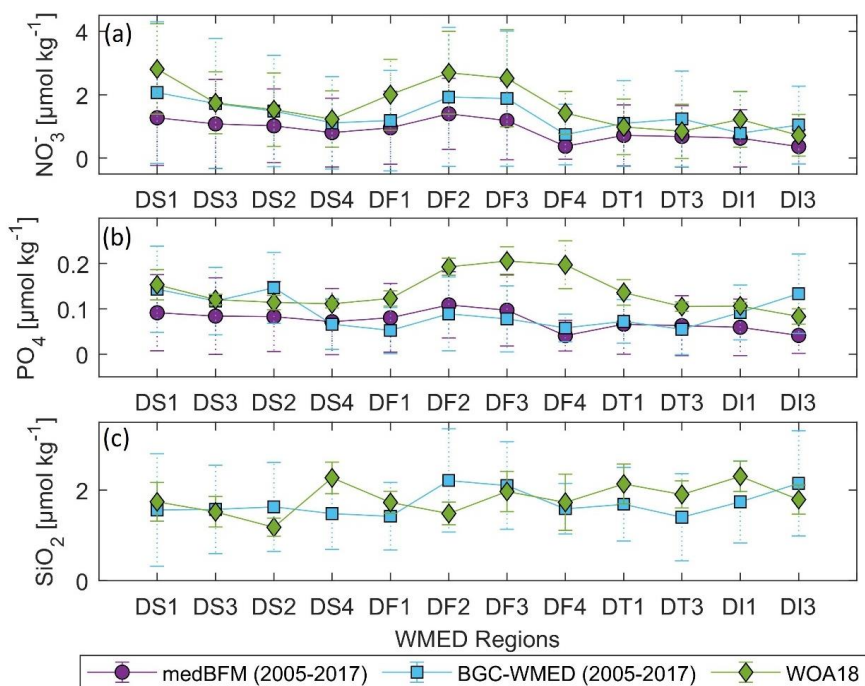 (a)
NO₃⁻ [µmol kg⁻¹]
4
2
0
DS1 DS3 DS2 DS4 DF1 DF2 DF3 DF4 DT1 DT3 DI1 DI3
(b)
PO₄ [µmol kg⁻¹]
0.2
0.1
0
DS1 DS3 DS2 DS4 DF1 DF2 DF3 DF4 DT1 DT3 DI1 DI3
(c)
SiO₂ [µmol kg⁻¹]
2
0
DS1 DS3 DS2 DS4 DF1 DF2 DF3 DF4 DT1 DT3 DI1 DI3
WMED Regions
medBFM (2005-2017) BGC-WMED (2005-2017) WOA18